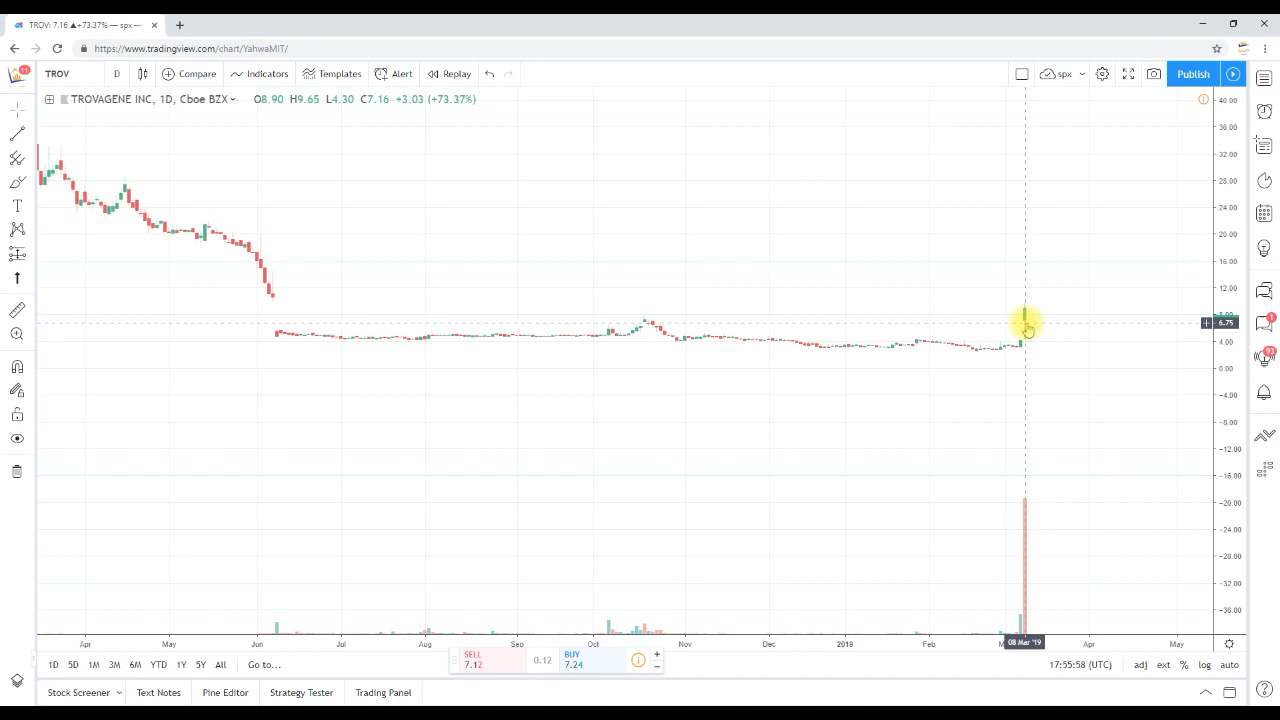 TROV: 7.16 ▲+73.37% — spx —
https://www.tradingview.com/chart/YahwaMIT/
11
TROV
D
Compare
Indicators
Templates
Alert
Replay
spx
Publish
TROVAGENE INC, 1D, Cboe BZX
O8.90 H9.65 L4.30 C7.16 +3.03 (+73.37%)
40.00
36.00
32.00
28.00
24.00
20.00
16.00
12.00
8.00
6.75
4.00
0.00
−4.00
−8.00
−12.00
−16.00
−20.00
−24.00
−28.00
−32.00
−36.00
1
93
Apr May Jun Jul Aug Sep Oct Nov Dec 2019 Feb
08 Mar '19
Apr May
1D 5D 1M 3M 6M YTD 1Y 5Y All Go to...
SELL
7.12
0.12
BUY
7.24
17:55:58 (UTC) adj ext % log auto
Stock Screener Text Notes Pine Editor Strategy Tester Trading Panel